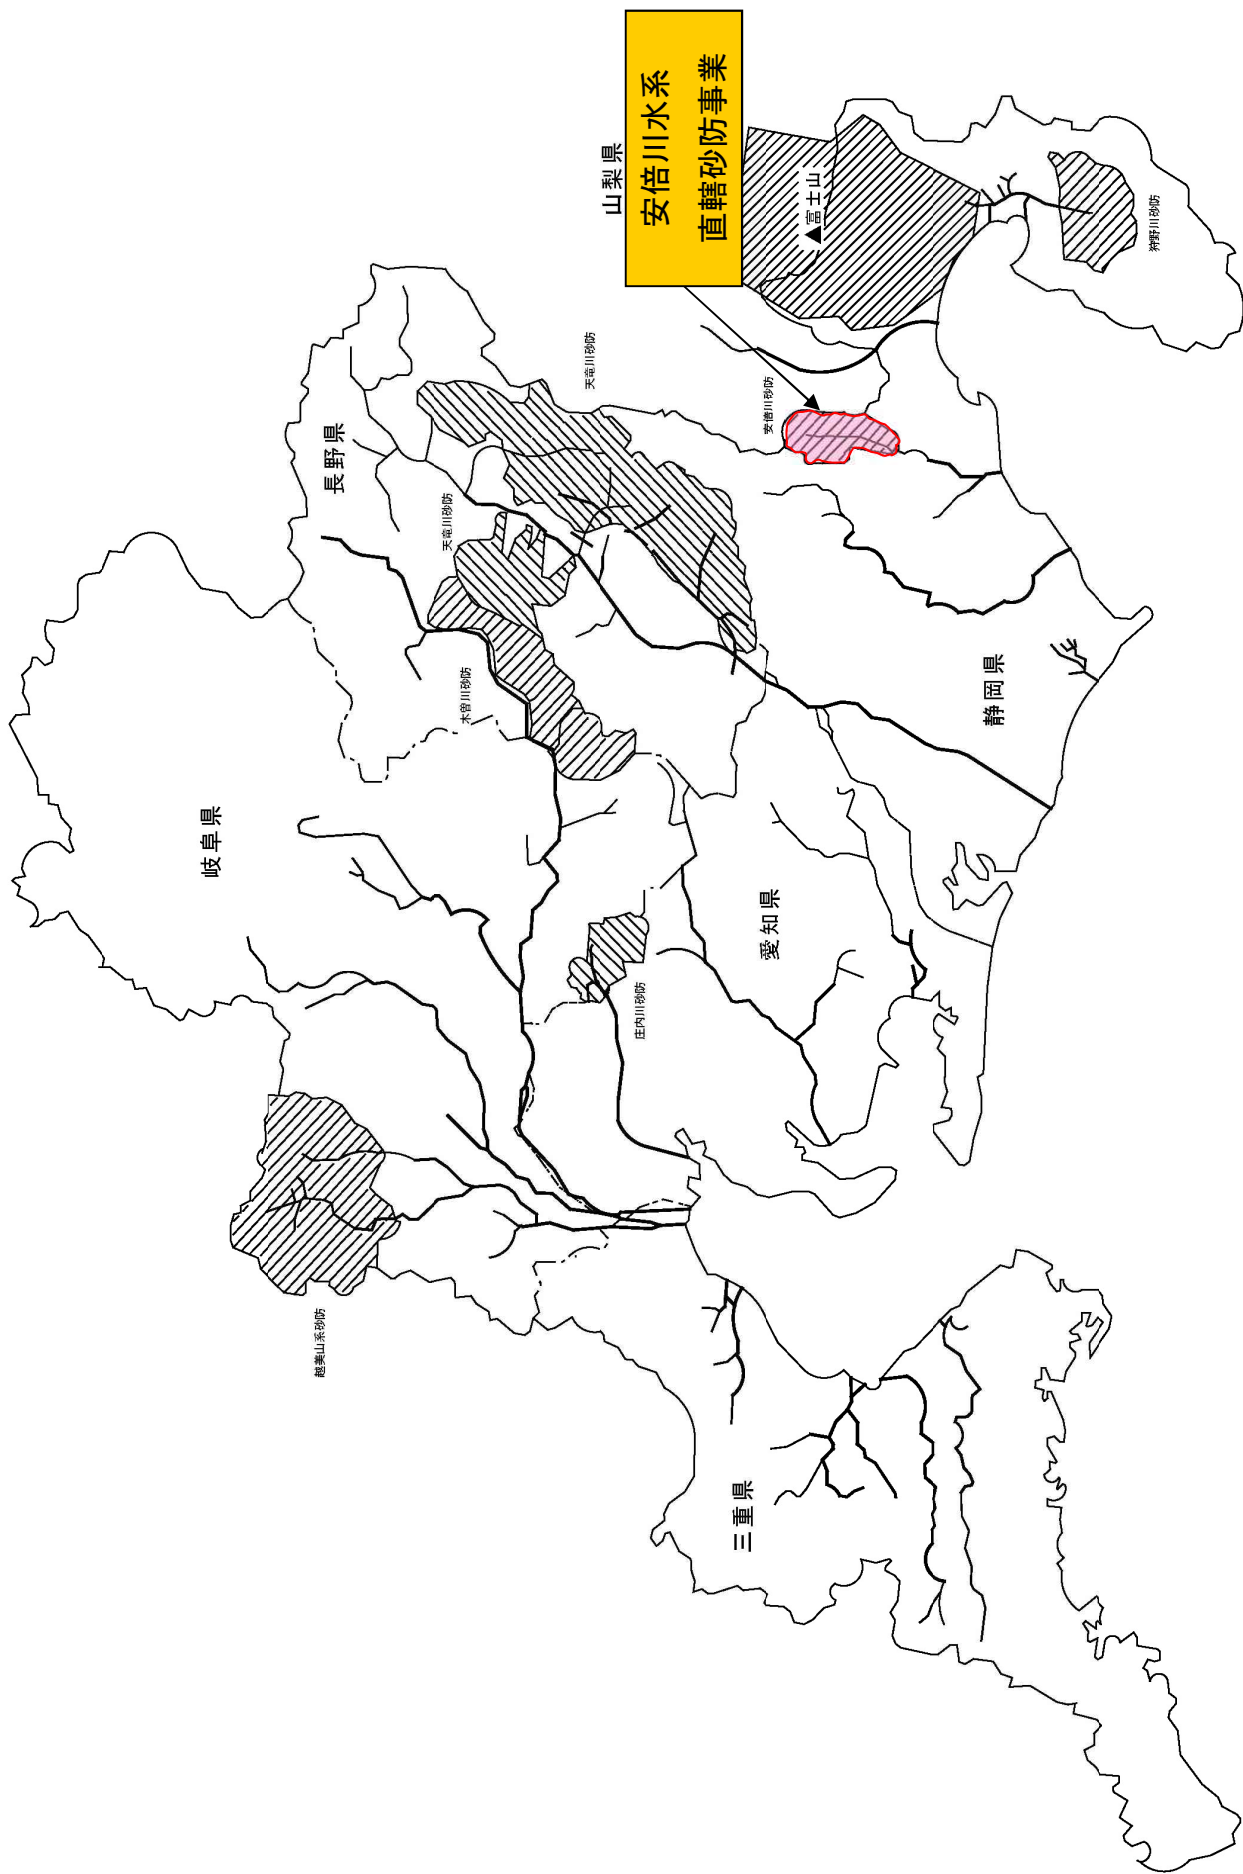 安倍川水系
直轄砂防事業
山梨県
▲富士山
狩野川砂防
安倍川砂防
天竜川砂防
長野県
天竜川砂防
木曽川砂防
静岡県
岐阜県
愛知県
庄内川砂防
越美山系砂防
三重県